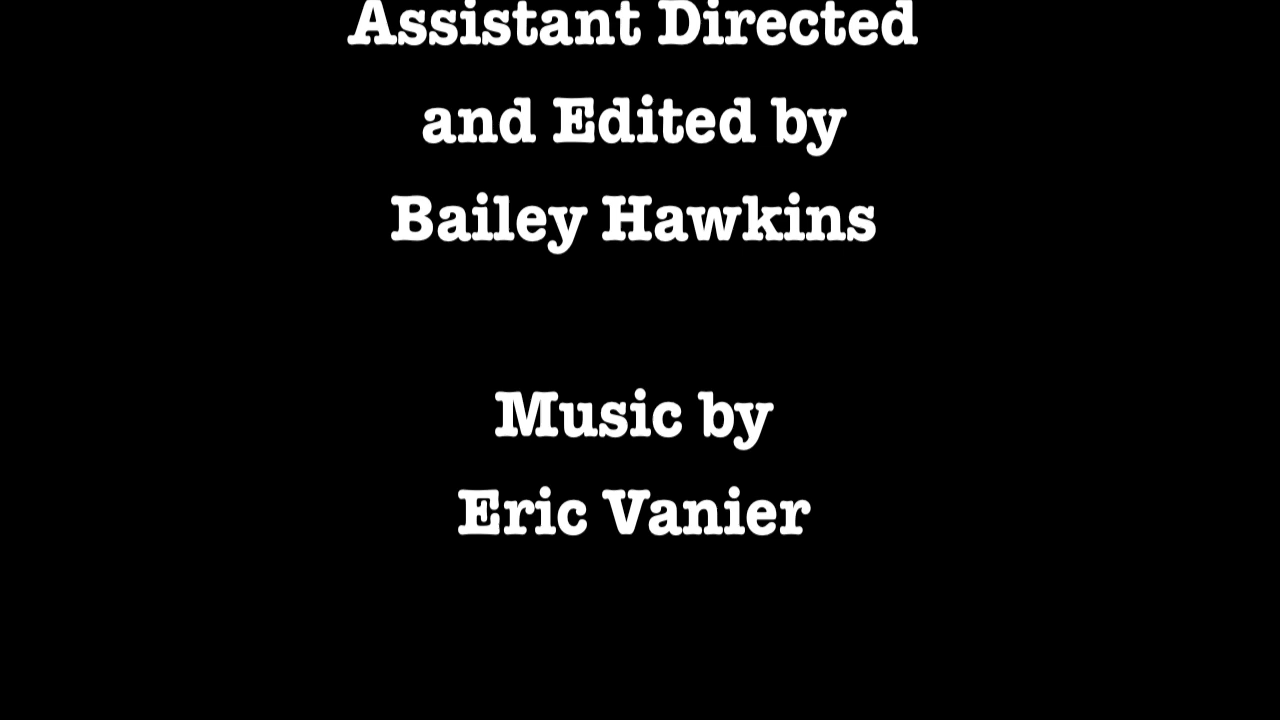 Assistant Directed
and Edited by
Bailey Hawkins
Music by
Eric Vanier